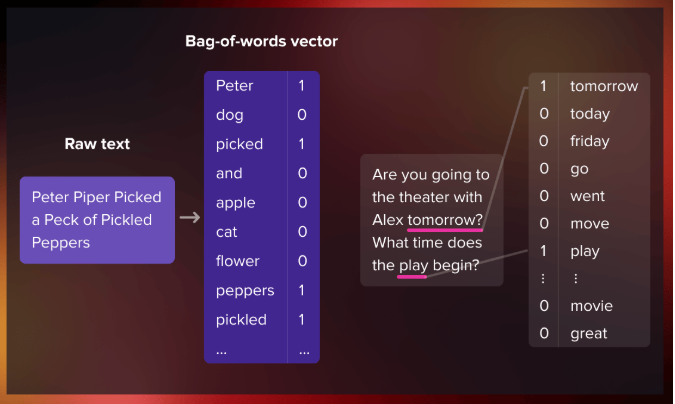 Bag-of-words vector
Raw text
Peter Piper Picked
a Peck of Pickled
Peppers
Peter 1
dog 0
picked 1
and 0
apple 0
cat 0
flower 0
peppers 1
pickled 1
... ...
Are you going to
the theater with
Alex tomorrow?
What time does
the play begin?
1 tomorrow
0 today
0 friday
0 go
0 went
0 move
1 play
⋮ ⋮
0 movie
0 great